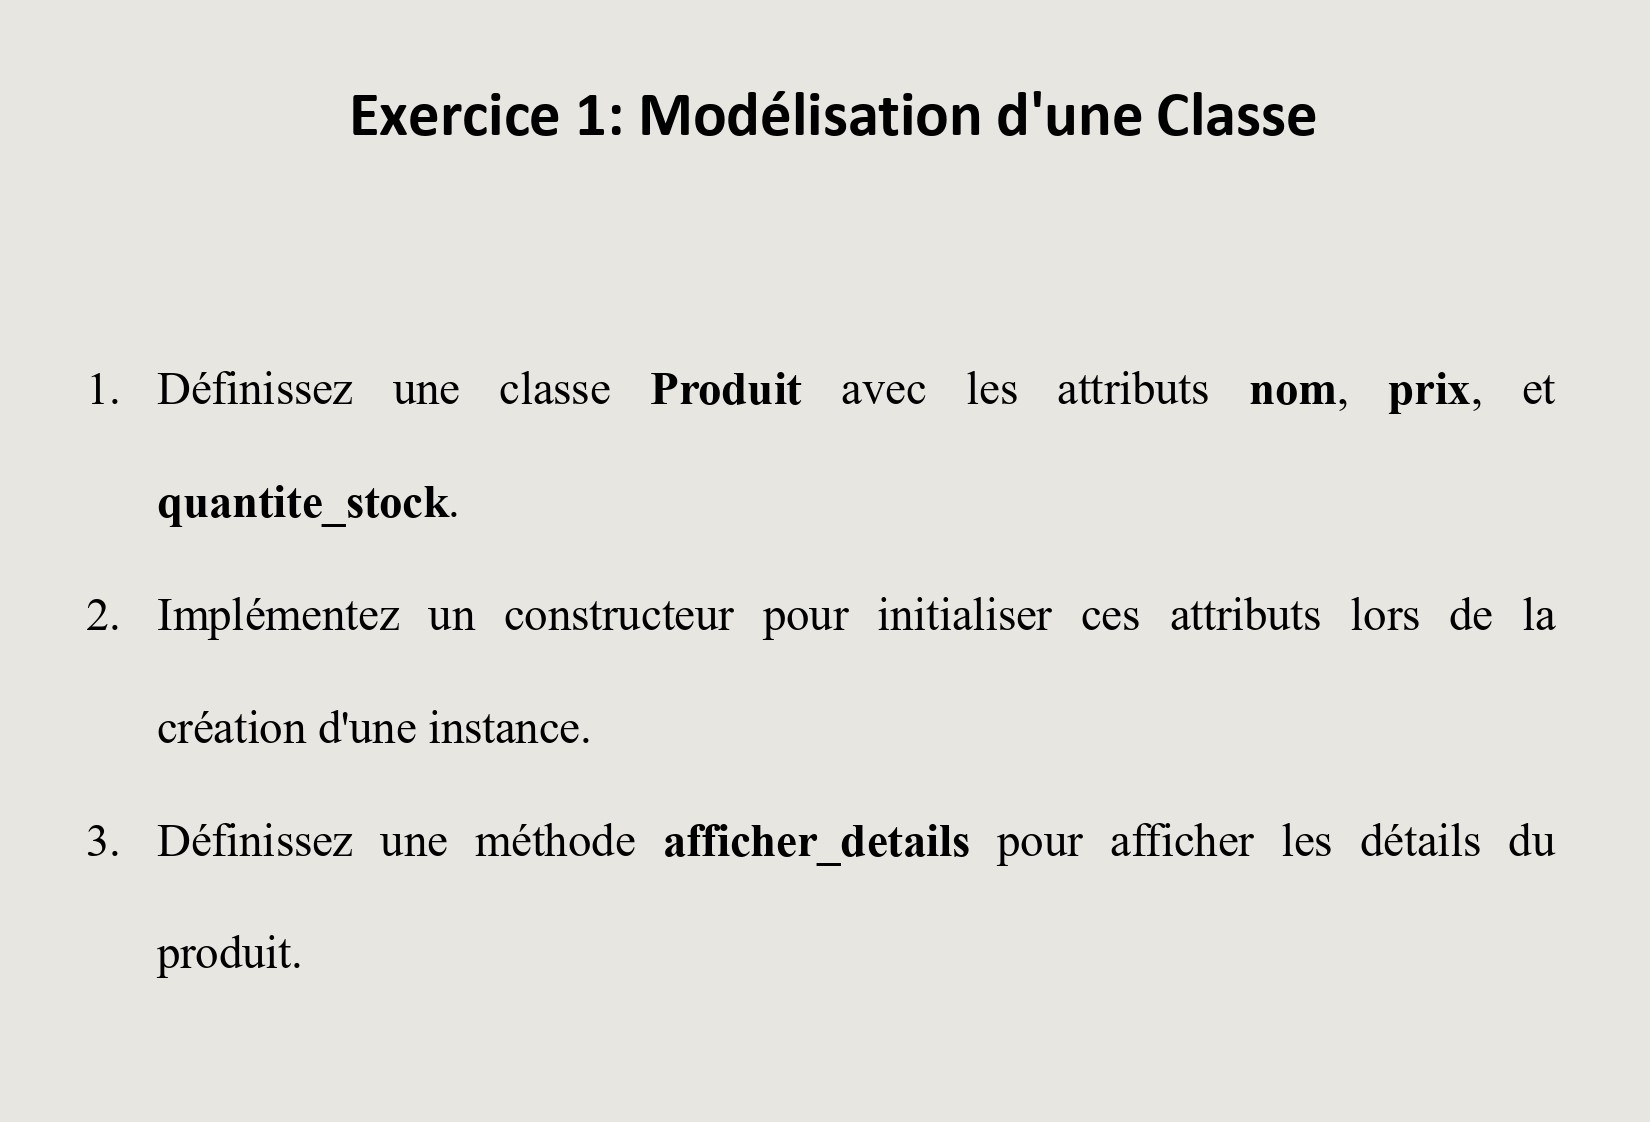 Exercice 1: Modélisation d'une Classe
1. Définissez une classe Produit avec les attributs nom, prix, et
quantite_stock.
2. Implémentez un constructeur pour initialiser ces attributs lors de la
création d'une instance.
3. Définissez une méthode afficher_details pour afficher les détails du
produit.